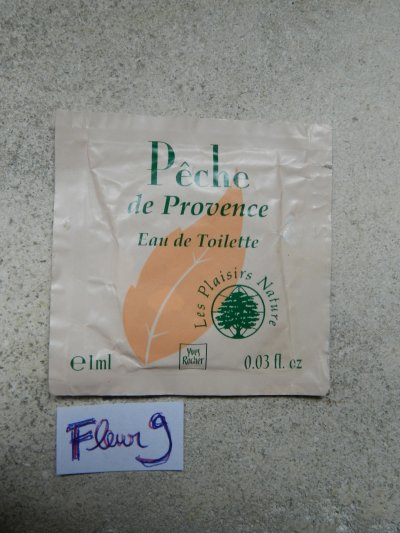 Pêche
de Provence
Eau de Toilette
Les Plaisirs Nature
e1ml
Yves
Rocher
0.03 fl. oz
Fleur 9